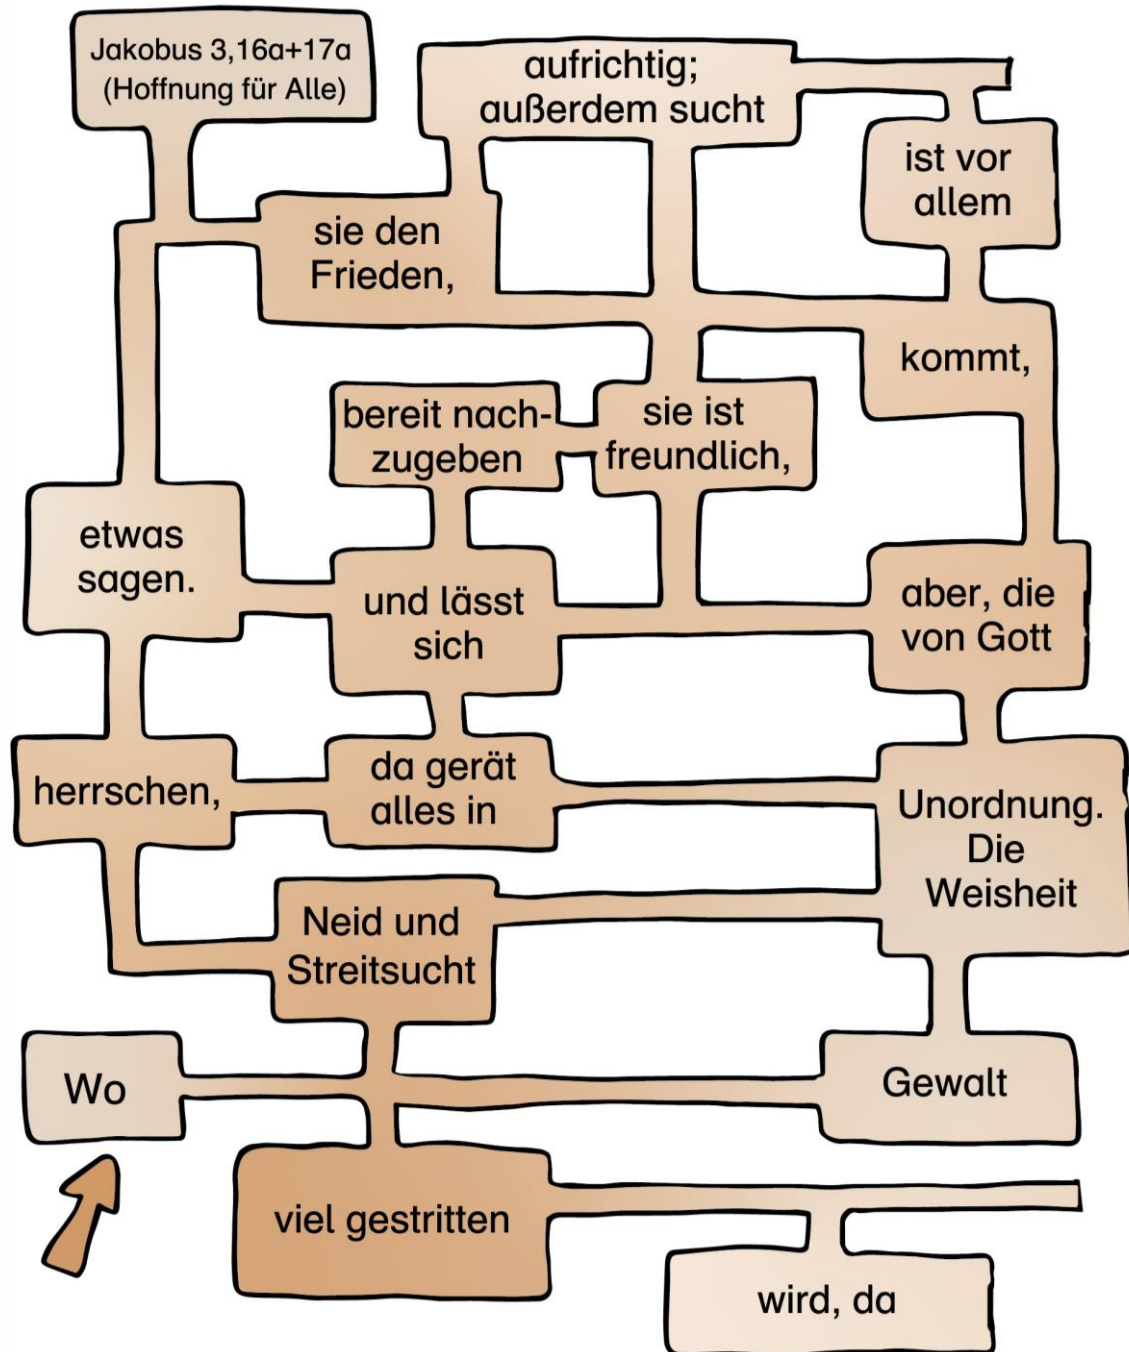 Jakobus 3,16a+17a
(Hoffnung für Alle)
aufrichtig;
außerdem sucht
ist vor
allem
sie den
Frieden,
kommt,
bereit nach-
zugeben
sie ist
freundlich,
etwas
sagen.
und lässt
sich
aber, die
von Gott
herrschen,
da gerät
alles in
Unordnung.
Die
Weisheit
Neid und
Streitsucht
Wo
Gewalt
viel gestritten
wird, da